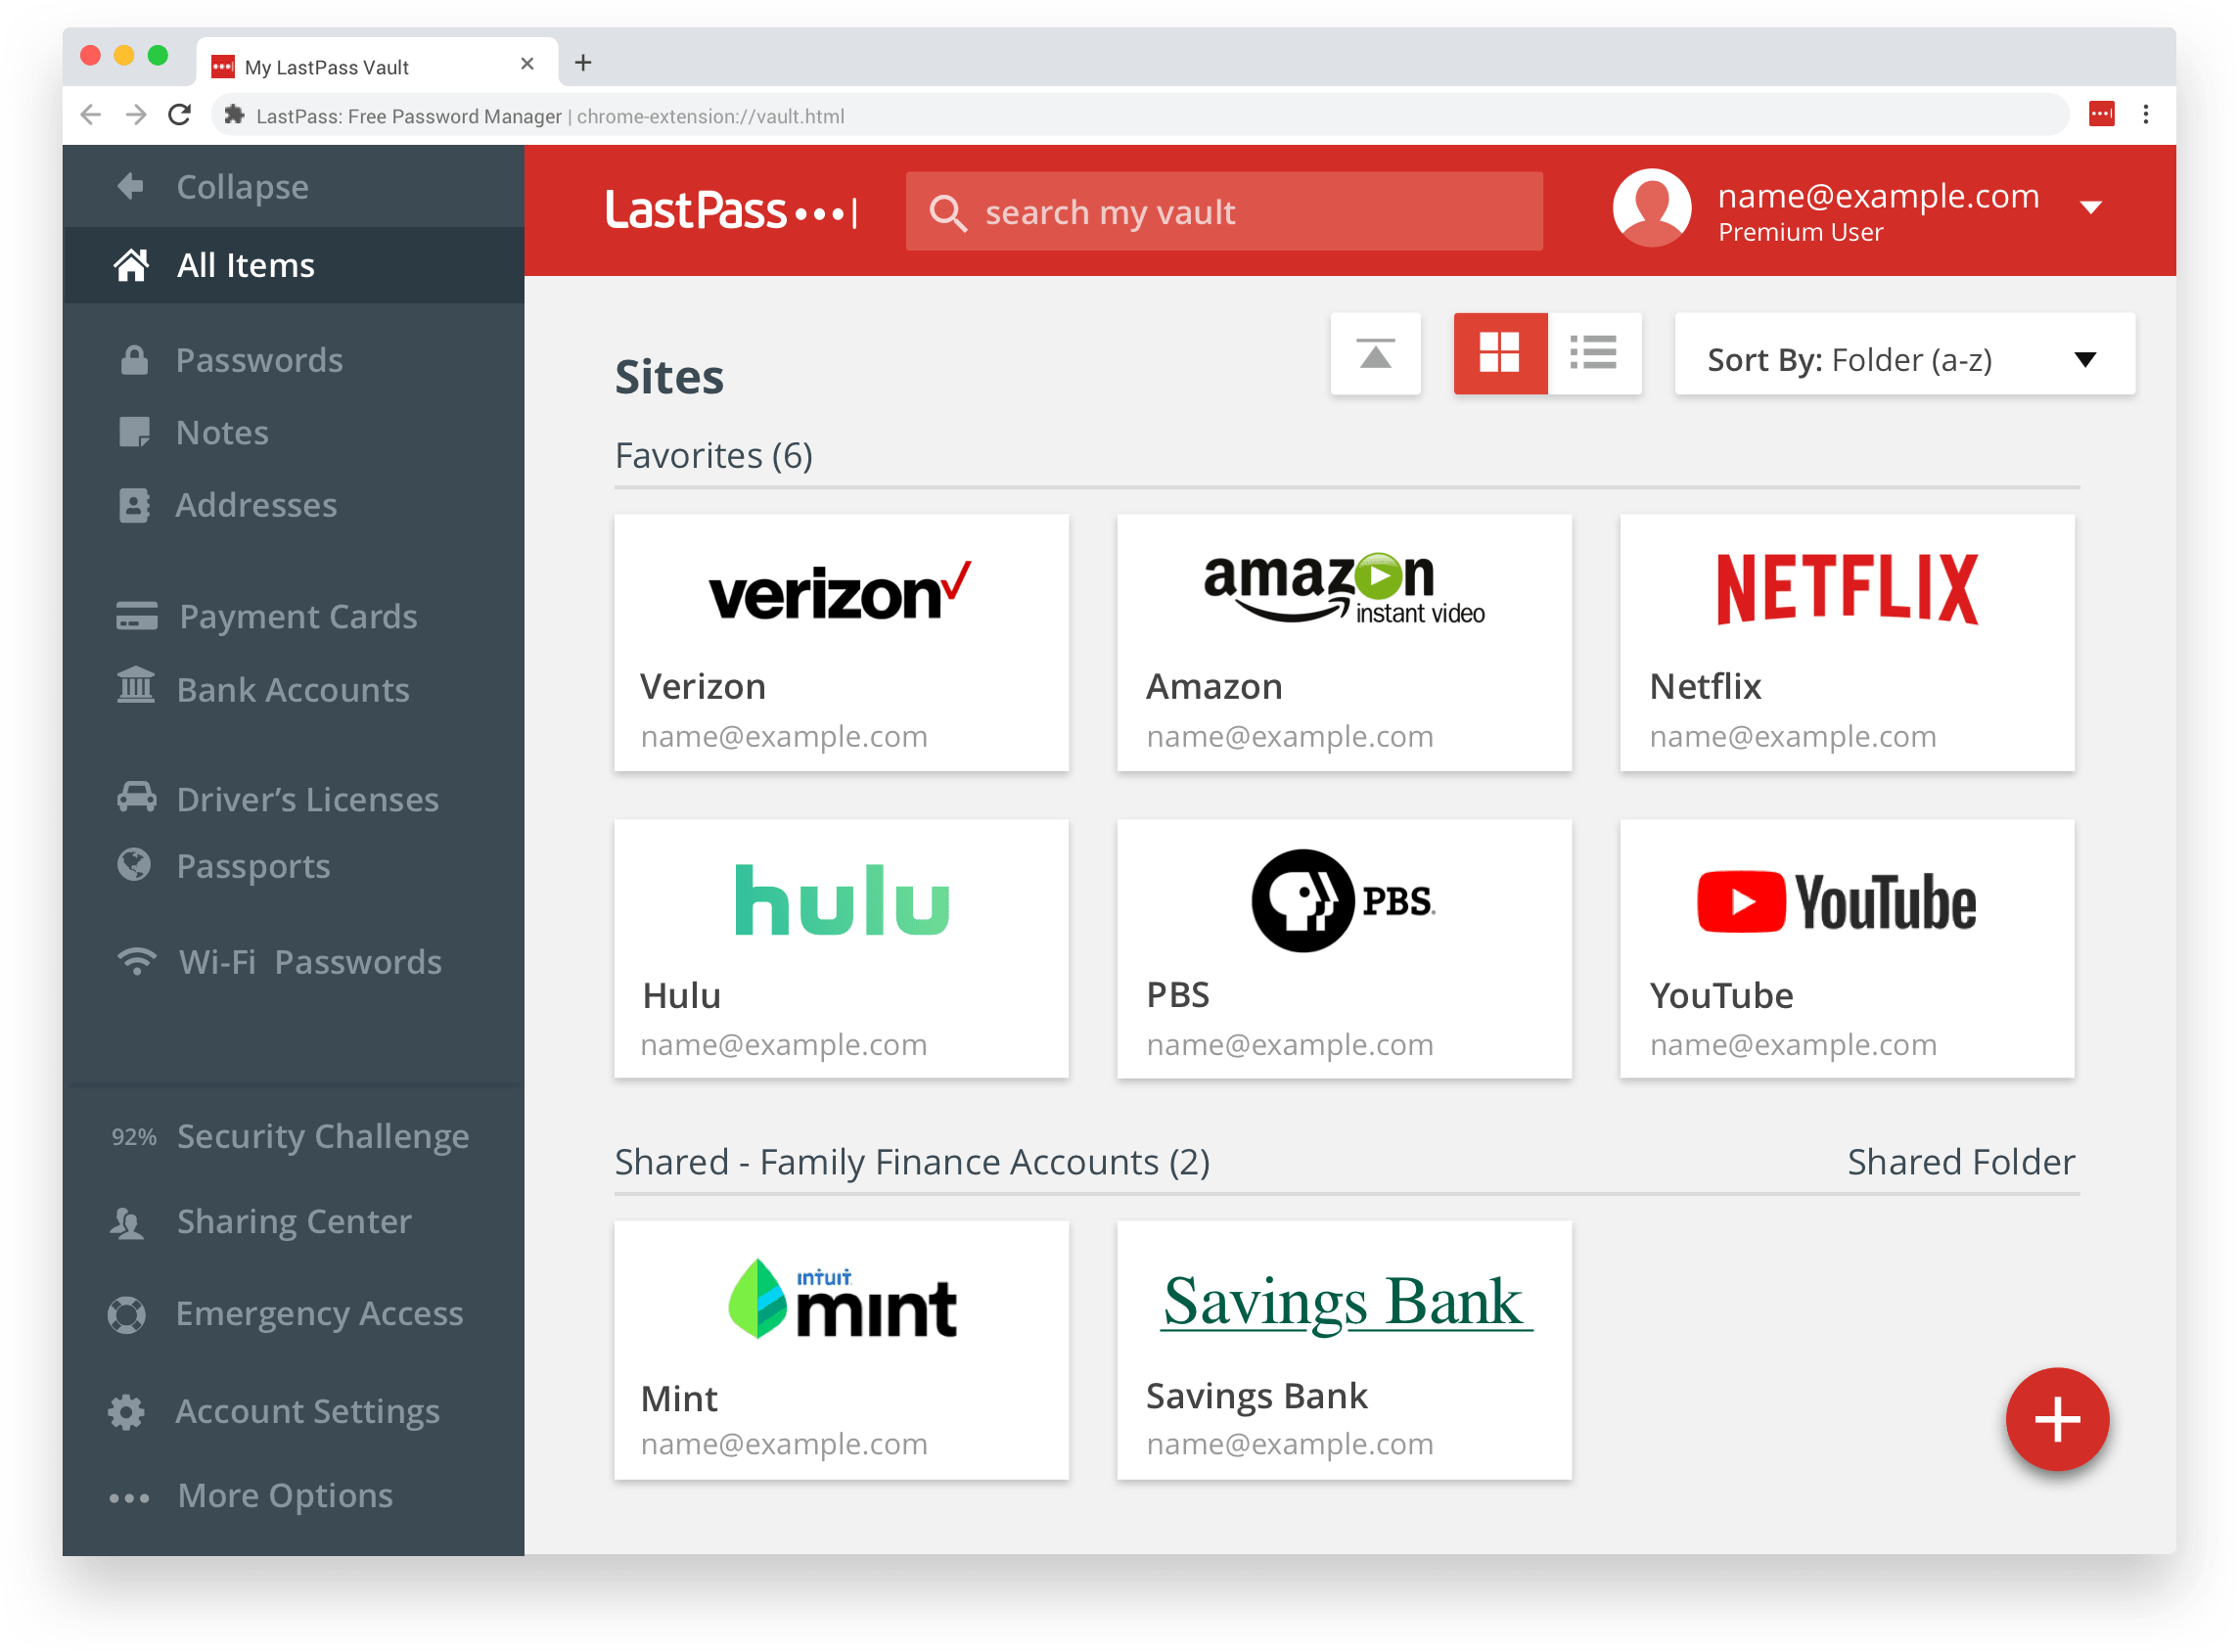 My LastPass Vault
LastPass: Free Password Manager | chrome-extension://vault.html
Collapse
All Items
Passwords
Notes
Addresses
Payment Cards
Bank Accounts
Driver's Licenses
Passports
Wi-Fi Passwords
92% Security Challenge
Sharing Center
Emergency Access
Account Settings
More Options
LastPass
search my vault
name@example.com
Premium User
Sites
Sort By: Folder (a-z)
Favorites (6)
verizon
Verizon
name@example.com
amazon
instant video
Amazon
name@example.com
NETFLIX
Netflix
name@example.com
hulu
Hulu
name@example.com
PBS.
PBS
name@example.com
YouTube
YouTube
name@example.com
Shared - Family Finance Accounts (2)
Shared Folder
intuit
mint
Mint
name@example.com
Savings Bank
Savings Bank
name@example.com